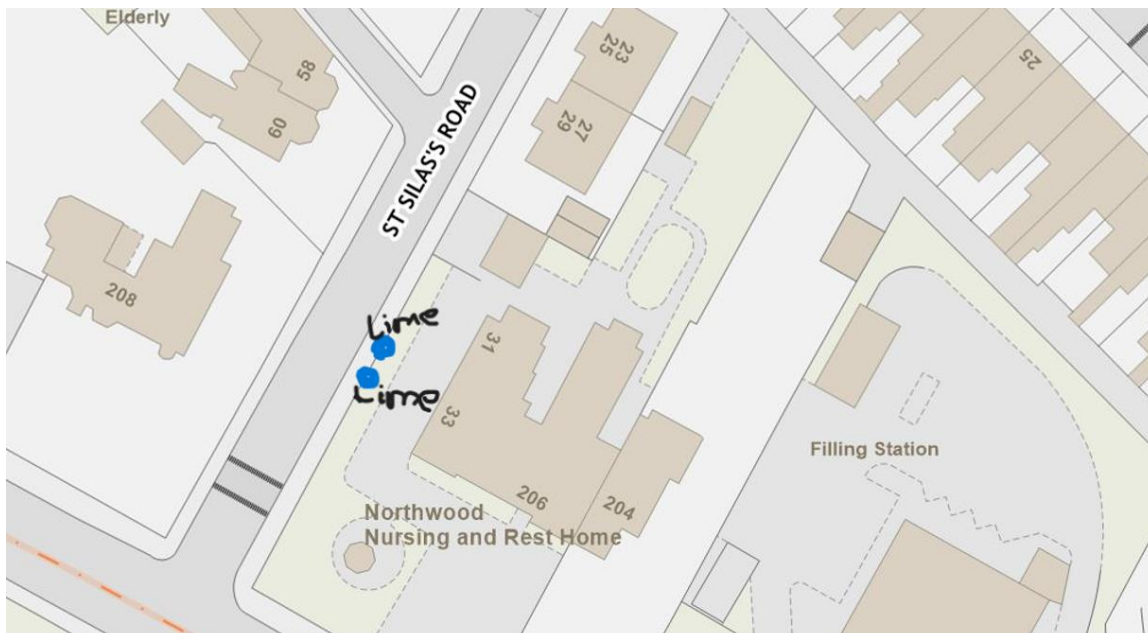 Elderly
58
60
25
23
29
27
25
ST SILAS'S ROAD
208
Lime
Lime
31
33
206
204
Filling Station
Northwood
Nursing and Rest Home